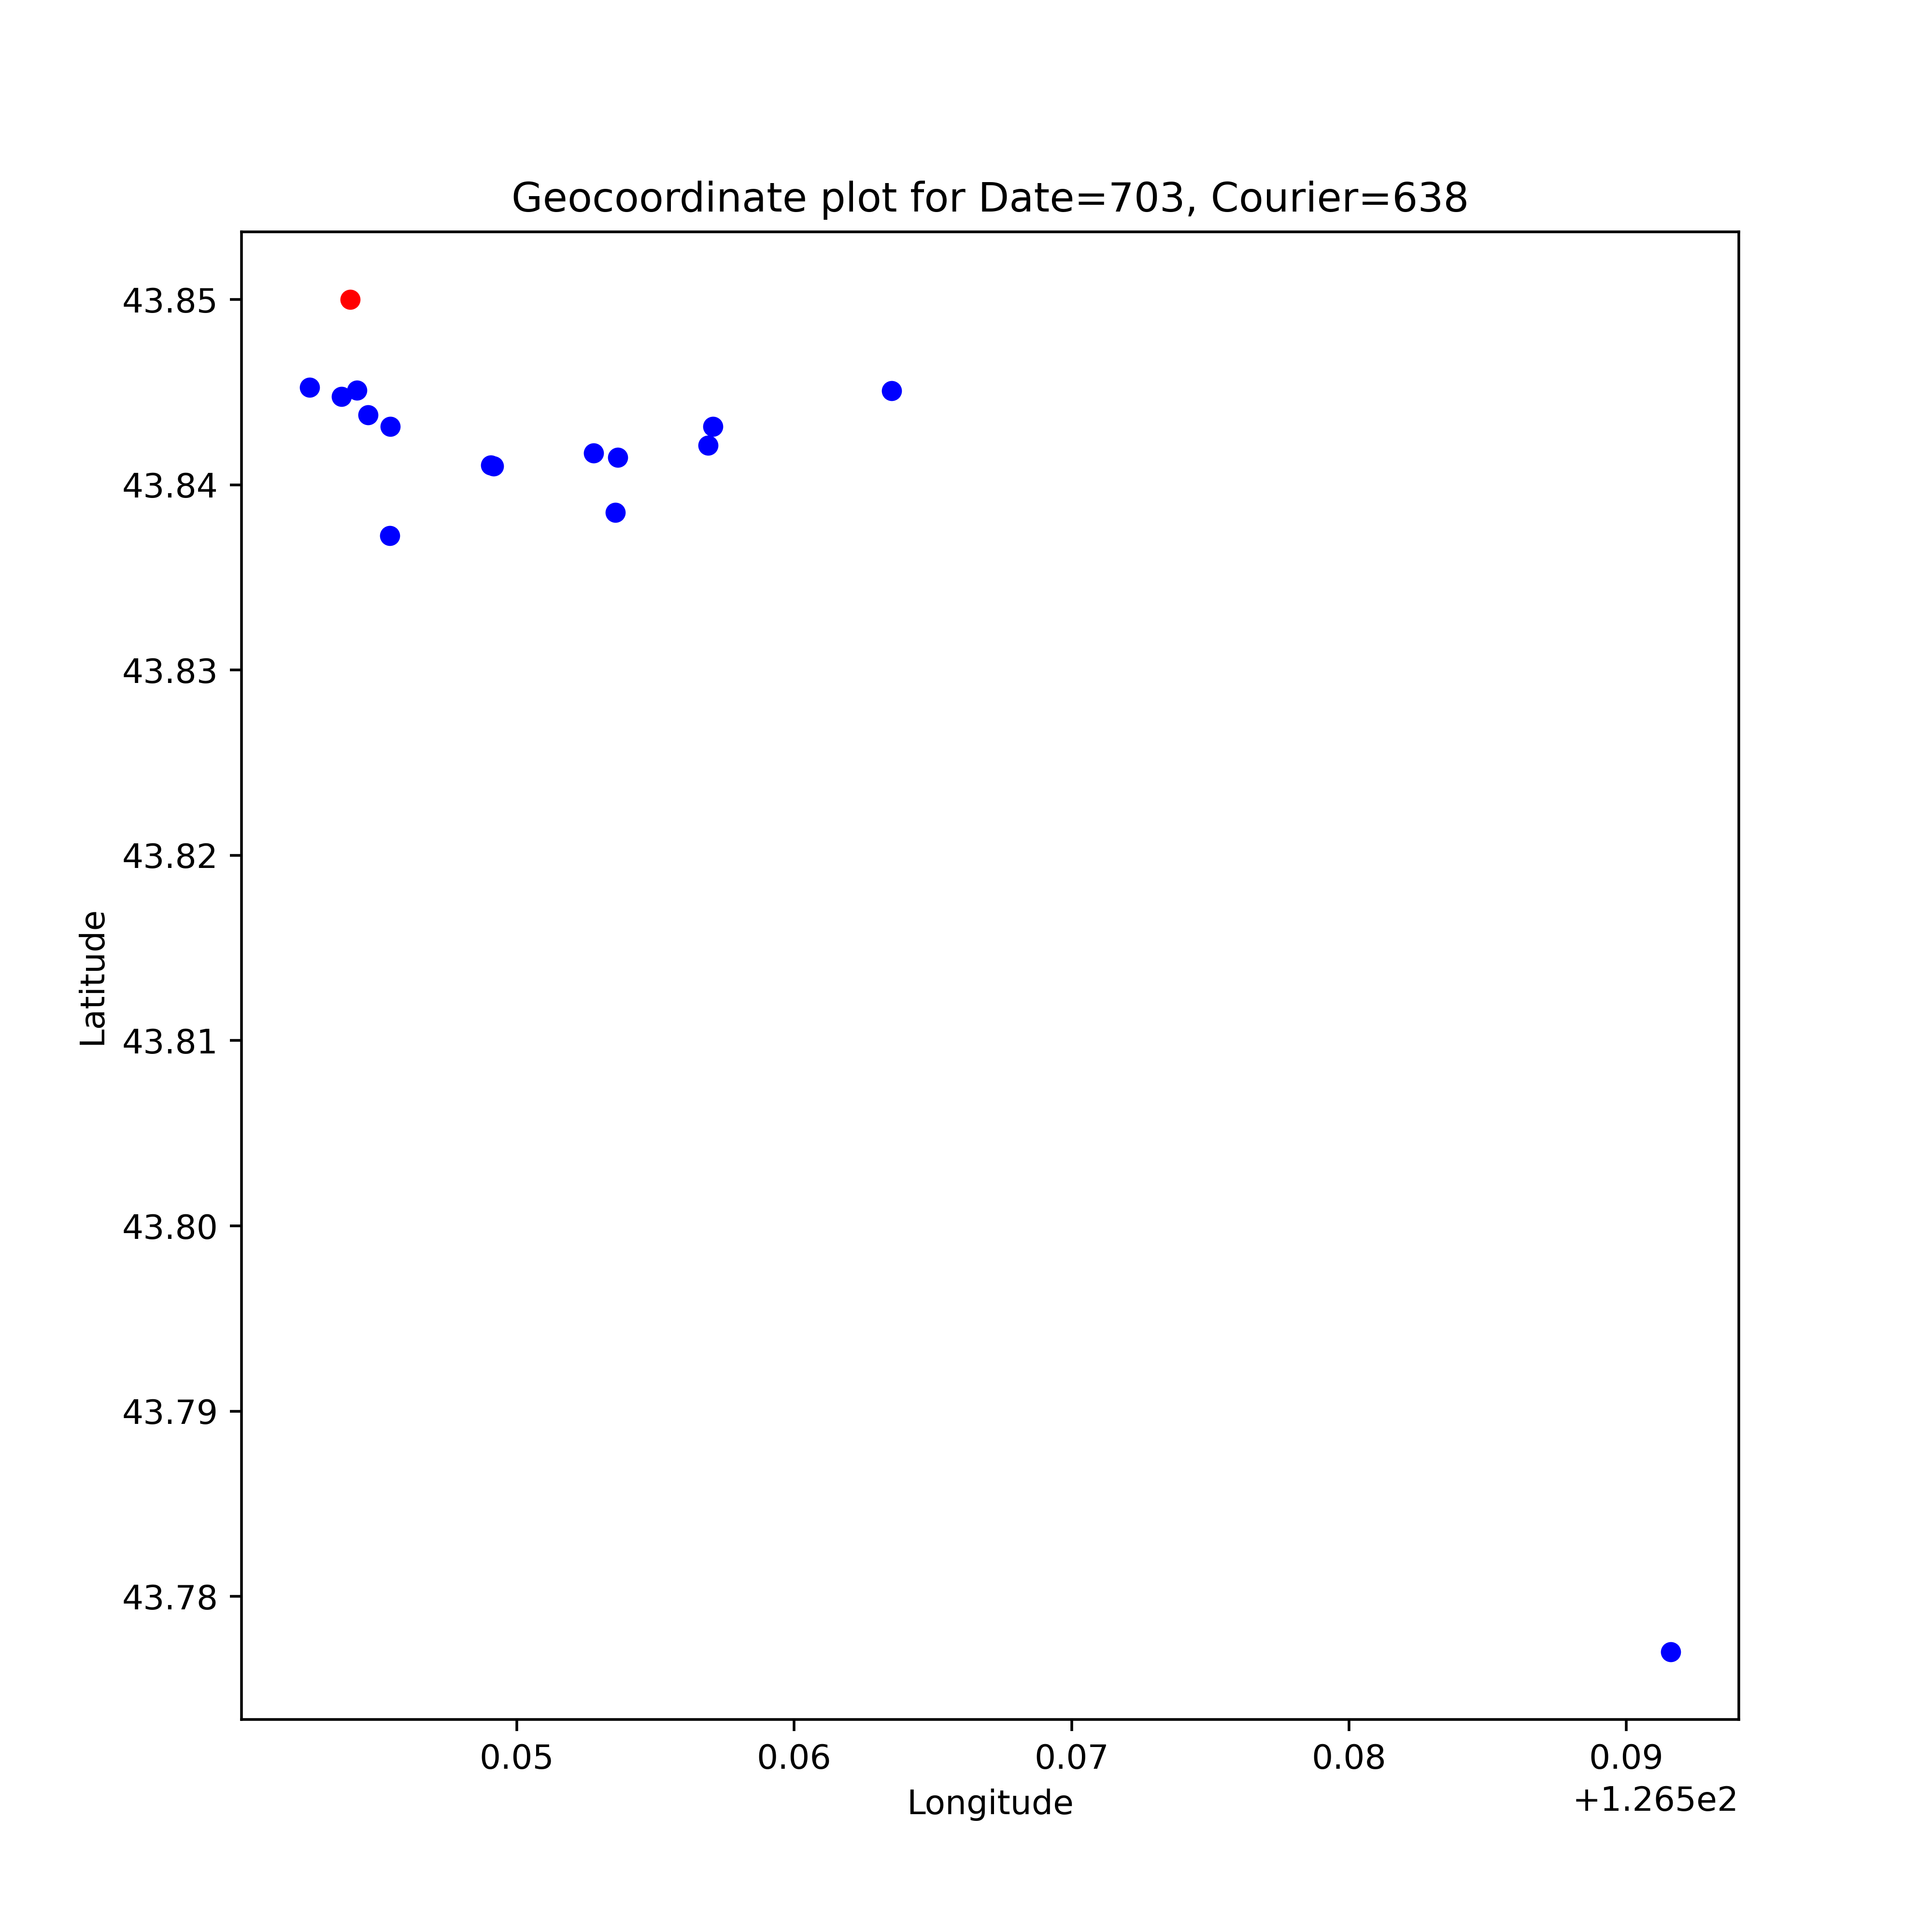 Geocoordinate plot for Date=703, Courier=638
43.85
43.84
43.83
43.82
43.81
43.80
43.79
43.78
Latitude
0.05 0.06 0.07 0.08 0.09
Longitude
+1.265e2